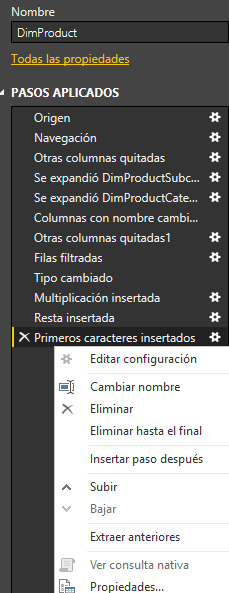 Nombre
DimProduct
Todas las propiedades
PASOS APLICADOS
Origen
Navegación
Otras columnas quitadas
Se expandió DimProductSubc...
Se expandió DimProductCate...
Columnas con nombre cambi...
Otras columnas quitadas1
Filas filtradas
Tipo cambiado
Multiplicación insertada
Resta insertada
Primeros caracteres insertados
Editar configuración
Cambiar nombre
Eliminar
Eliminar hasta el final
Insertar paso después
Subir
Bajar
Extraer anteriores
Ver consulta nativa
Propiedades...